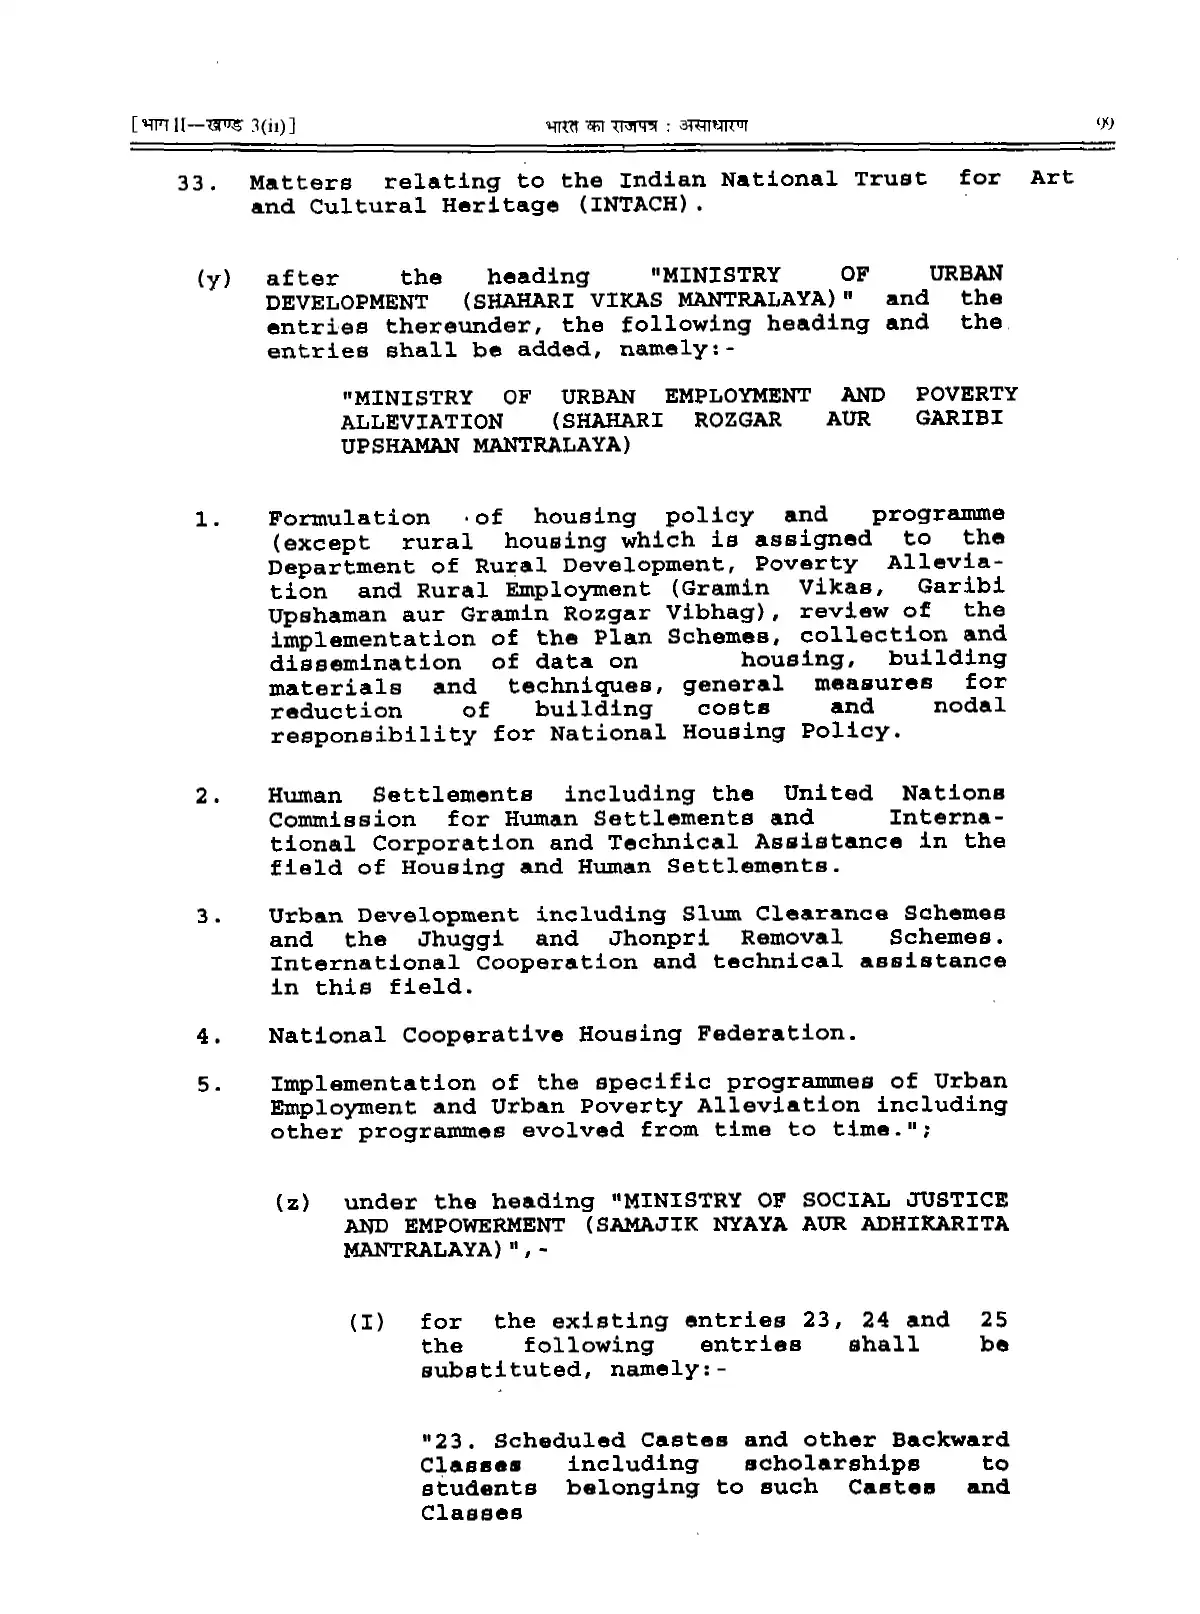 [ भाग II—खण्ड 3(ii) ] भारत का राजपत्र : असाधारण 99
33. Matters relating to the Indian National Trust for Art
and Cultural Heritage (INTACH).
(y) after the heading "MINISTRY OF URBAN
DEVELOPMENT (SHAHARI VIKAS MANTRALAYA)" and the
entries thereunder, the following heading and the
entries shall be added, namely:-
"MINISTRY OF URBAN EMPLOYMENT AND POVERTY
ALLEVIATION (SHAHARI ROZGAR AUR GARIBI
UPSHAMAN MANTRALAYA)
1. Formulation of housing policy and programme
(except rural housing which is assigned to the
Department of Rural Development, Poverty Allevia-
tion and Rural Employment (Gramin Vikas, Garibi
Upshaman aur Gramin Rozgar Vibhag), review of the
implementation of the Plan Schemes, collection and
dissemination of data on housing, building
materials and techniques, general measures for
reduction of building costs and nodal
responsibility for National Housing Policy.
2. Human Settlements including the United Nations
Commission for Human Settlements and Interna-
tional Corporation and Technical Assistance in the
field of Housing and Human Settlements.
3. Urban Development including Slum Clearance Schemes
and the Jhuggi and Jhonpri Removal Schemes.
International Cooperation and technical assistance
in this field.
4. National Cooperative Housing Federation.
5. Implementation of the specific programmes of Urban
Employment and Urban Poverty Alleviation including
other programmes evolved from time to time.";
(z) under the heading "MINISTRY OF SOCIAL JUSTICE
AND EMPOWERMENT (SAMAJIK NYAYA AUR ADHIKARITA
MANTRALAYA)",-
(I) for the existing entries 23, 24 and 25
the following entries shall be
substituted, namely:-
"23. Scheduled Castes and other Backward
Classes including scholarships to
students belonging to such Castes and
Classes